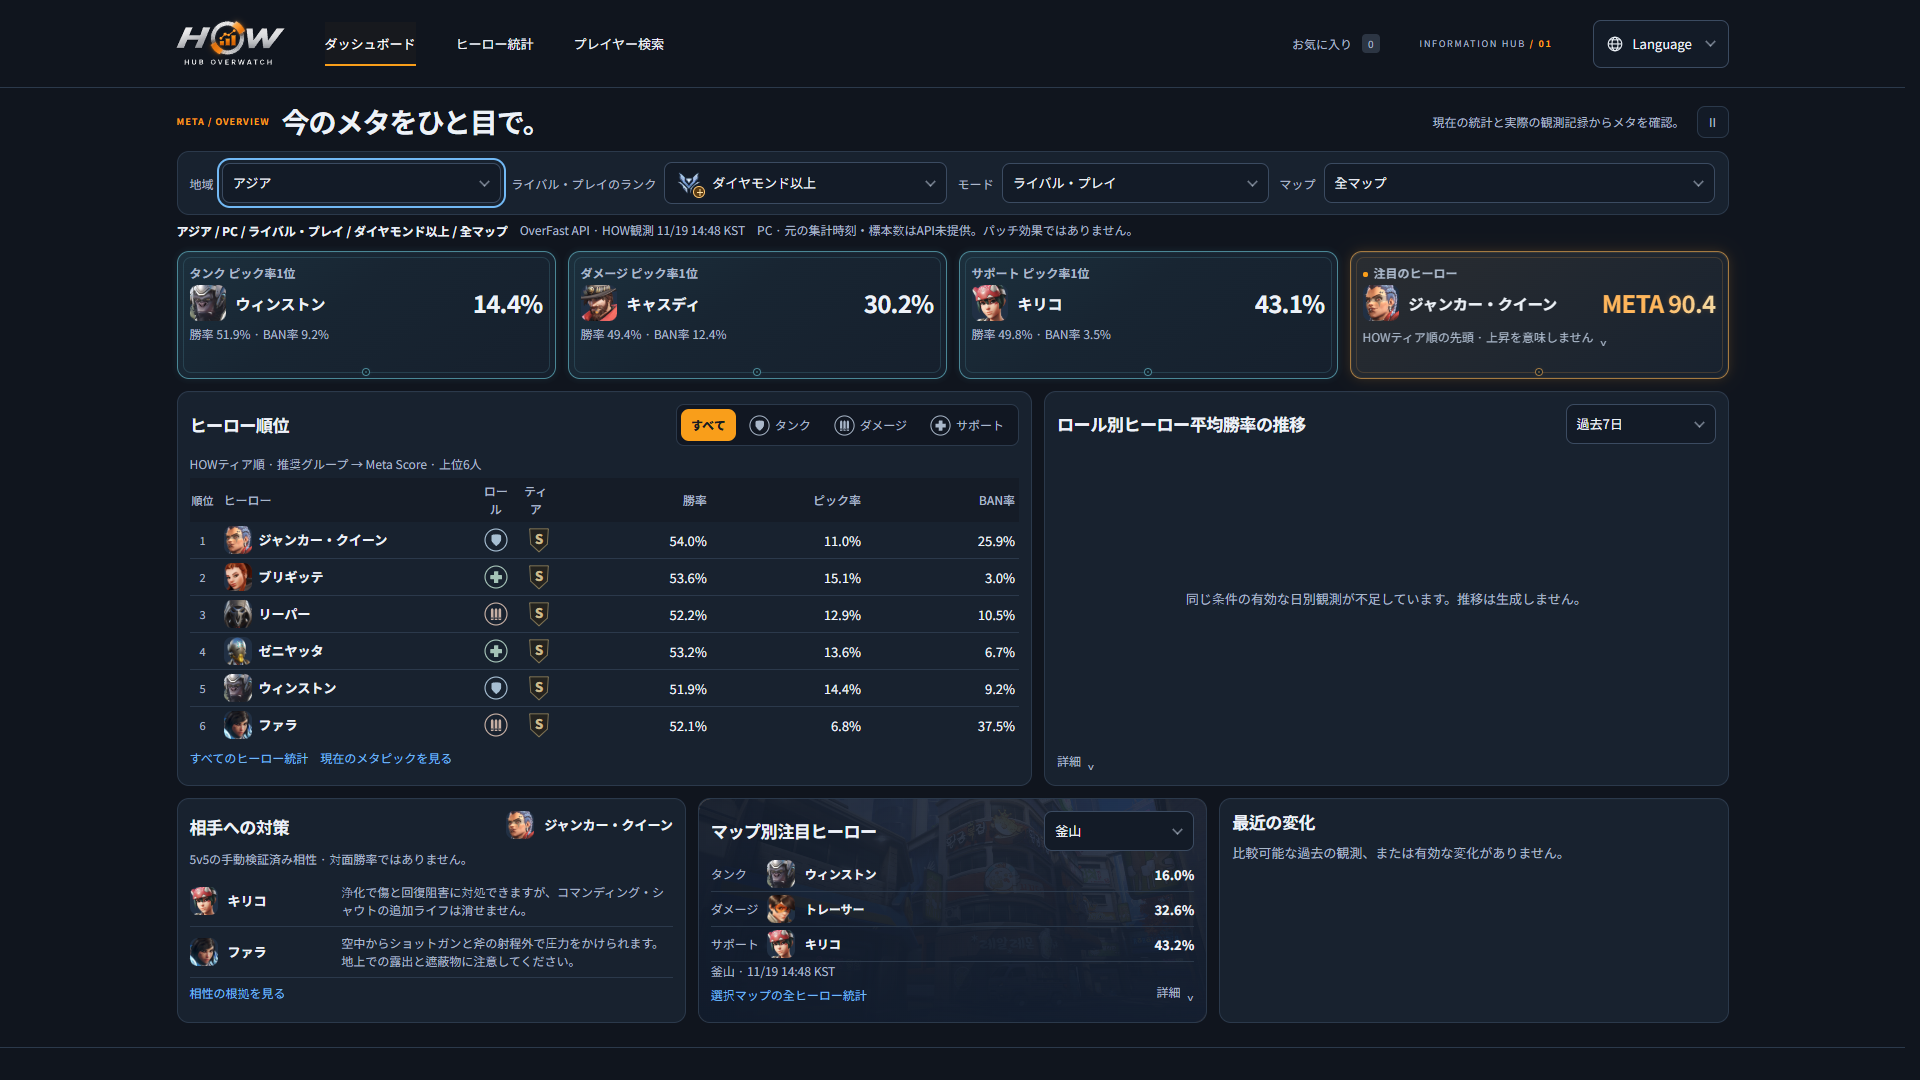 HOW
HUB OVERWATCH
ダッシュボード
ヒーロー統計
プレイヤー検索
お気に入り 0
INFORMATION HUB / 01
Language
META / OVERVIEW
今のメタをひと目で。
現在の統計と実際の観測記録からメタを確認。
地域
アジア
ライバル・プレイのランク
ダイヤモンド以上
モード
ライバル・プレイ
マップ
全マップ
アジア / PC / ライバル・プレイ / ダイヤモンド以上 / 全マップ
OverFast API · HOW観測 11/19 14:48 KST
PC · 元の集計時刻・標本数はAPI未提供。パッチ効果ではありません。
タンク ピック率1位
ウィンストン
14.4%
勝率 51.9% · BAN率 9.2%
ダメージ ピック率1位
キャスディ
30.2%
勝率 49.4% · BAN率 12.4%
サポート ピック率1位
キリコ
43.1%
勝率 49.8% · BAN率 3.5%
注目のヒーロー
ジャンカー・クイーン
META 90.4
HOWティア順の先頭 · 上昇を意味しません
ヒーロー順位
すべて
タンク
ダメージ
サポート
HOWティア順 · 推奨グループ → Meta Score · 上位6人
順位 ヒーロー ロール ティア 勝率 ピック率 BAN率
1 ジャンカー・クイーン S 54.0% 11.0% 25.9%
2 ブリギッテ S 53.6% 15.1% 3.0%
3 リーパー S 52.2% 12.9% 10.5%
4 ゼニヤッタ S 53.2% 13.6% 6.7%
5 ウィンストン S 51.9% 14.4% 9.2%
6 ファラ S 52.1% 6.8% 37.5%
すべてのヒーロー統計
現在のメタピックを見る
ロール別ヒーロー平均勝率の推移
過去7日
同じ条件の有効な日別観測が不足しています。推移は生成しません。
詳細
相手への対策
ジャンカー・クイーン
5v5の手動検証済み相性 · 対面勝率ではありません。
キリコ
浄化で傷と回復阻害に対処できますが、コマンディング・シ
ャウトの追加ライフは消せません。
ファラ
空中からショットガンと斧の射程外で圧力をかけられます。
地上での露出と遮蔽物に注意してください。
相性の根拠を見る
マップ別注目ヒーロー
釜山
タンク ウィンストン 16.0%
ダメージ トレーサー 32.6%
サポート キリコ 43.2%
釜山 · 11/19 14:48 KST
選択マップの全ヒーロー統計
詳細
最近の変化
比較可能な過去の観測、または有効な変化がありません。